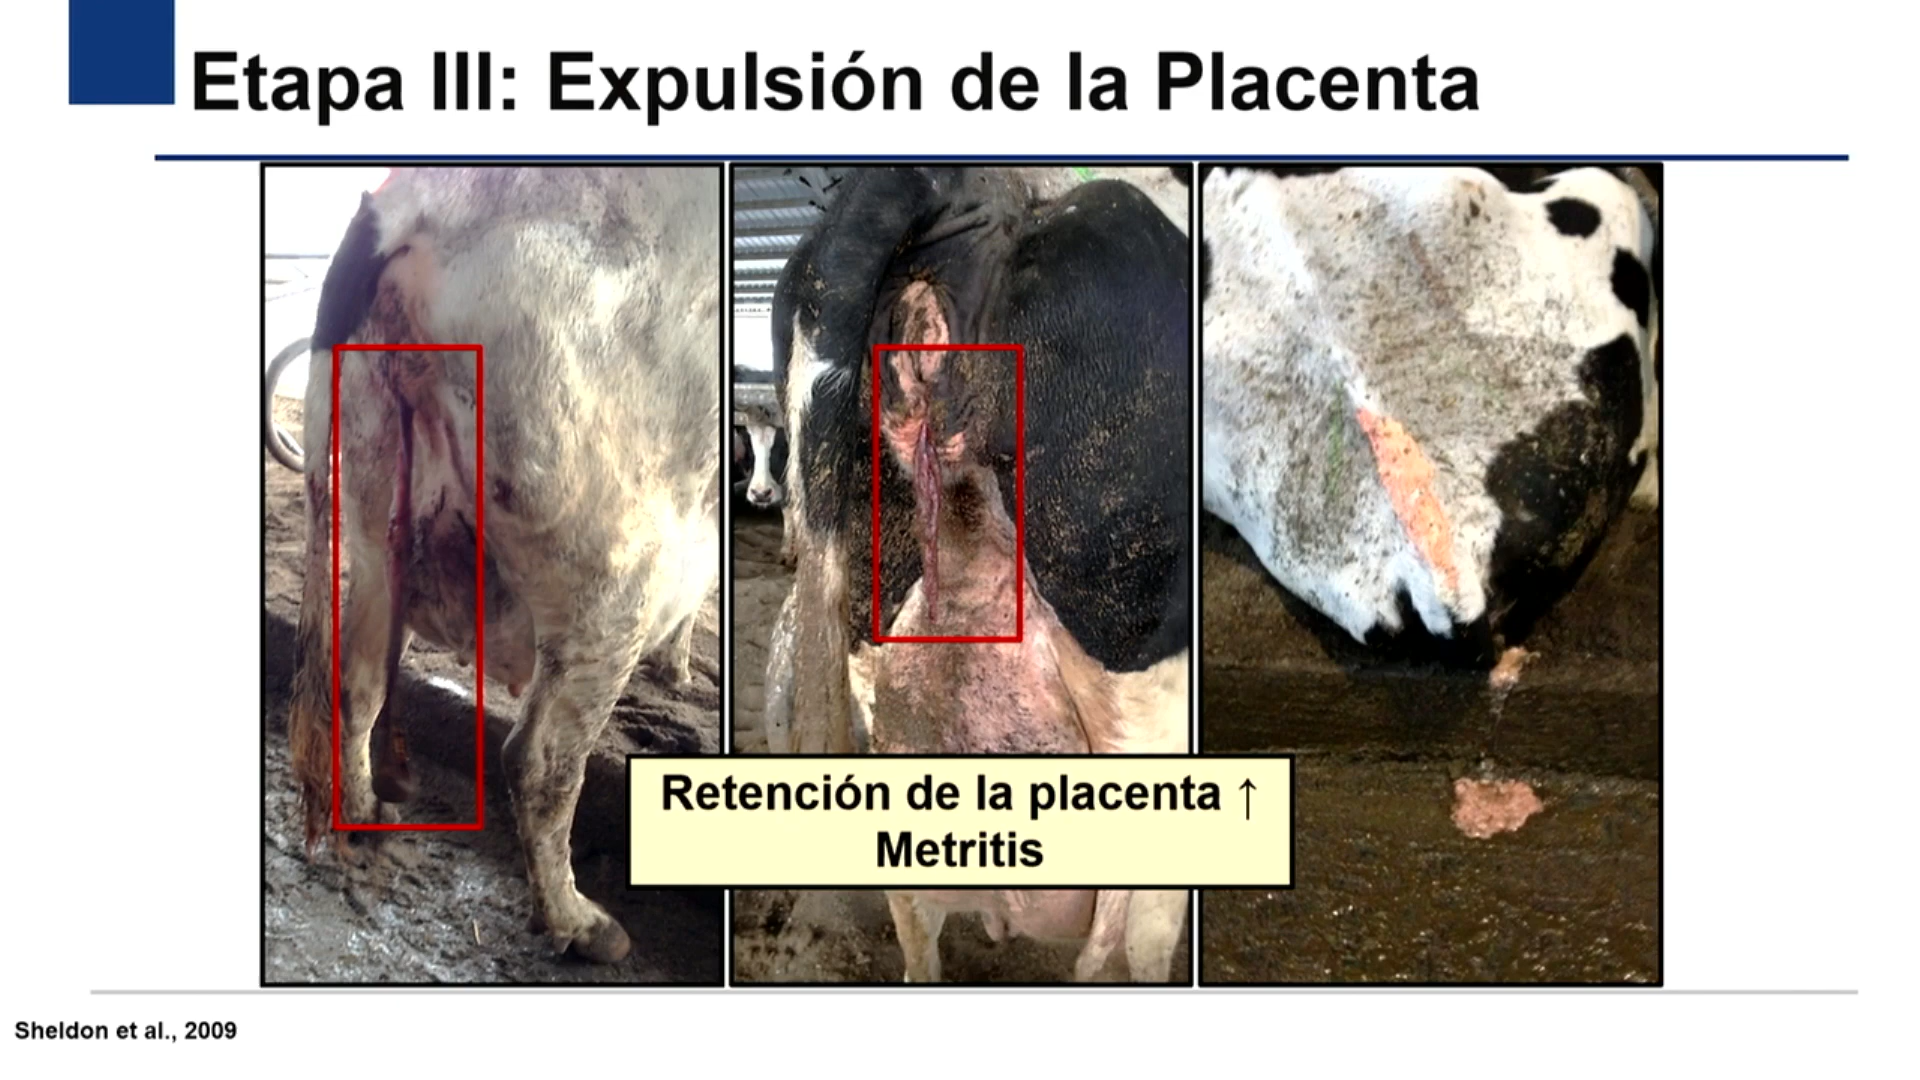 Etapa III: Expulsión de la Placenta
Retención de la placenta ↑
Metritis
Sheldon et al., 2009